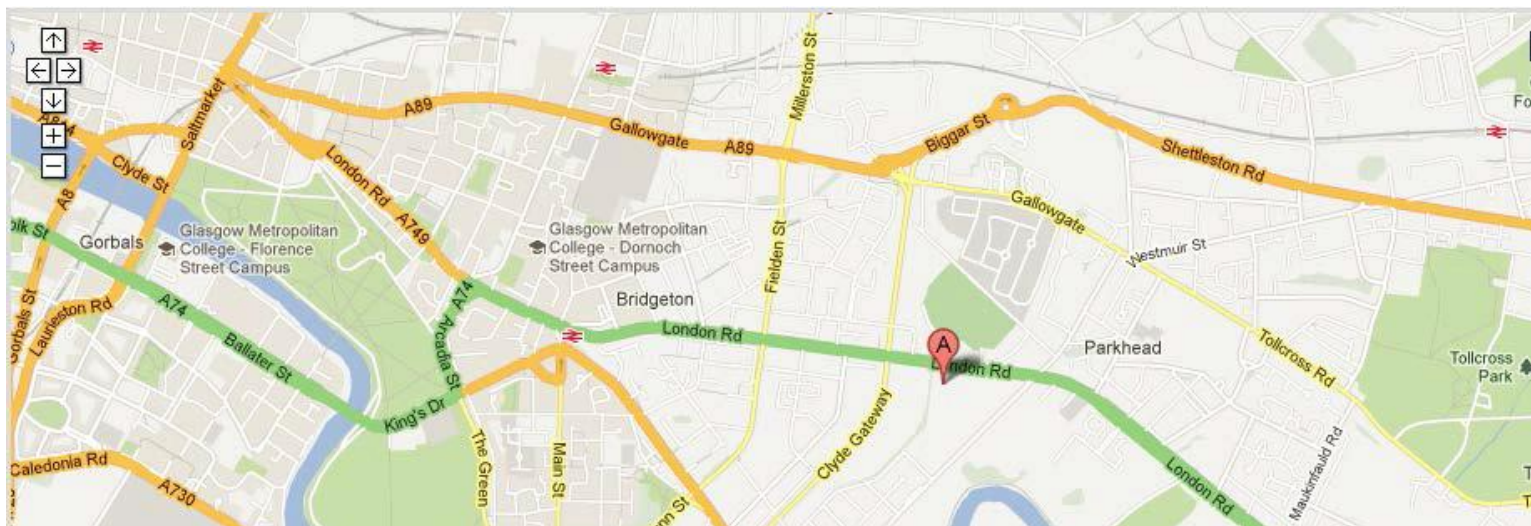 Millerston St
Saltmarket
A89
Gallowgate
A89
Biggar St
Shettleston Rd
Clyde St
A8
London Rd
A749
Gallowgate
Westmuir St
Gorbals
Glasgow Metropolitan
College - Florence
Street Campus
Glasgow Metropolitan
College - Dornoch
Street Campus
Fielden St
Gorbals St
Laurieston Rd
A74
Ballater St
A74
Arcadia St
Bridgeton
London Rd
A
London Rd
Parkhead
Tollcross Rd
Tollcross
Park
King's Dr
The Green
Main St
Clyde Gateway
London Rd
Maukinfauld Rd
Caledonia Rd
A730